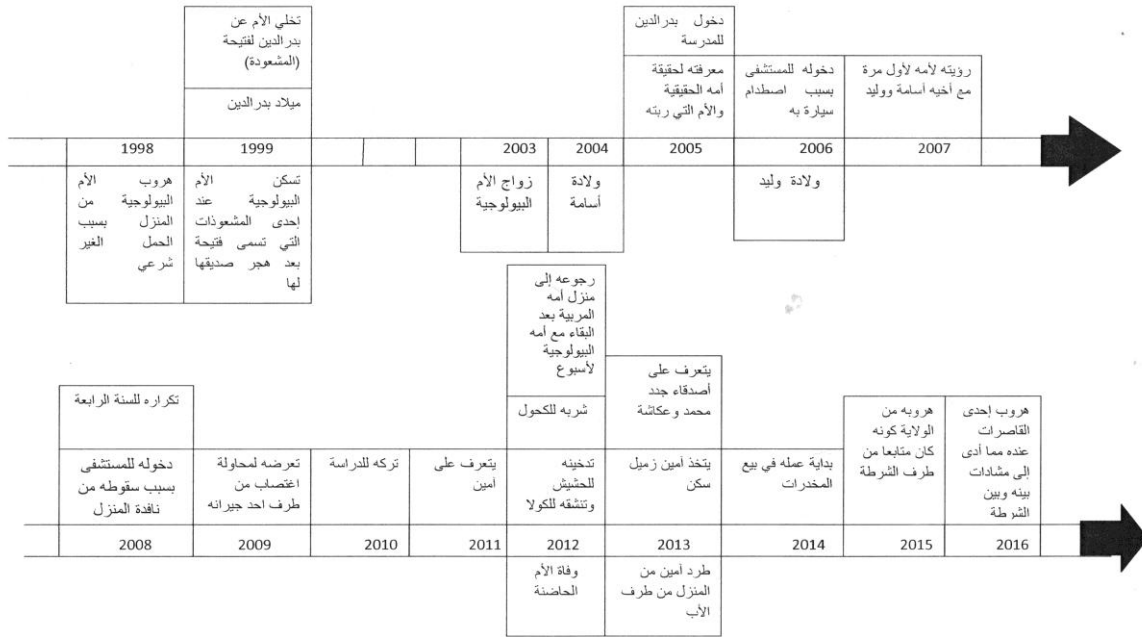 تخلي الأم عن
بدرالدين لفتيحة
(المشعودة)
ميلاد بدرالدين
دخول بدرالدين
للمدرسة
معرفته لحقيقة
أمه الحقيقية
والأم التي ربته
دخوله للمستشفى
بسبب اصطدام
سيارة به
رؤيته لأمه لأول مرة
مع أخيه أسامة ووليد
1998
1999
2003
2004
2005
2006
2007
هروب الأم
البيولوجية من
المنزل بسبب
الحمل الغير
شرعي
تسكن الأم
البيولوجية عند
إحدى المشعوذات
التي تسمى فتيحة
بعد هجر صديقها
لها
زواج الأم
البيولوجية
ولادة
أسامة
ولادة وليد
تكراره للسنة الرابعة
دخوله للمستشفى
بسبب سقوطه من
نافدة المنزل
تعرضه لمحاولة
اغتصاب من
طرف احد جيرانه
تركه للدراسة
يتعرف على
أمين
رجوعه إلى
منزل أمه
المربية بعد
البقاء مع أمه
البيولوجية
لأسبوع
شربه للكحول
تدخينه
للحشيش
وتنشقه للكولا
يتعرف على
أصدقاء جدد
محمد وعكاشة
يتخذ أمين زميل
سكن
بداية عمله في بيع
المخدرات
هروبه من
الولاية كونه
كان متابعا من
طرف الشرطة
هروب إحدى
القاصرات
عنده مما أدى
إلى مشادات
بينه وبين
الشرطة
2008
2009
2010
2011
2012
2013
2014
2015
2016
وفاة الأم
الحاضنة
طرد أمين من
المنزل من طرف
الأب